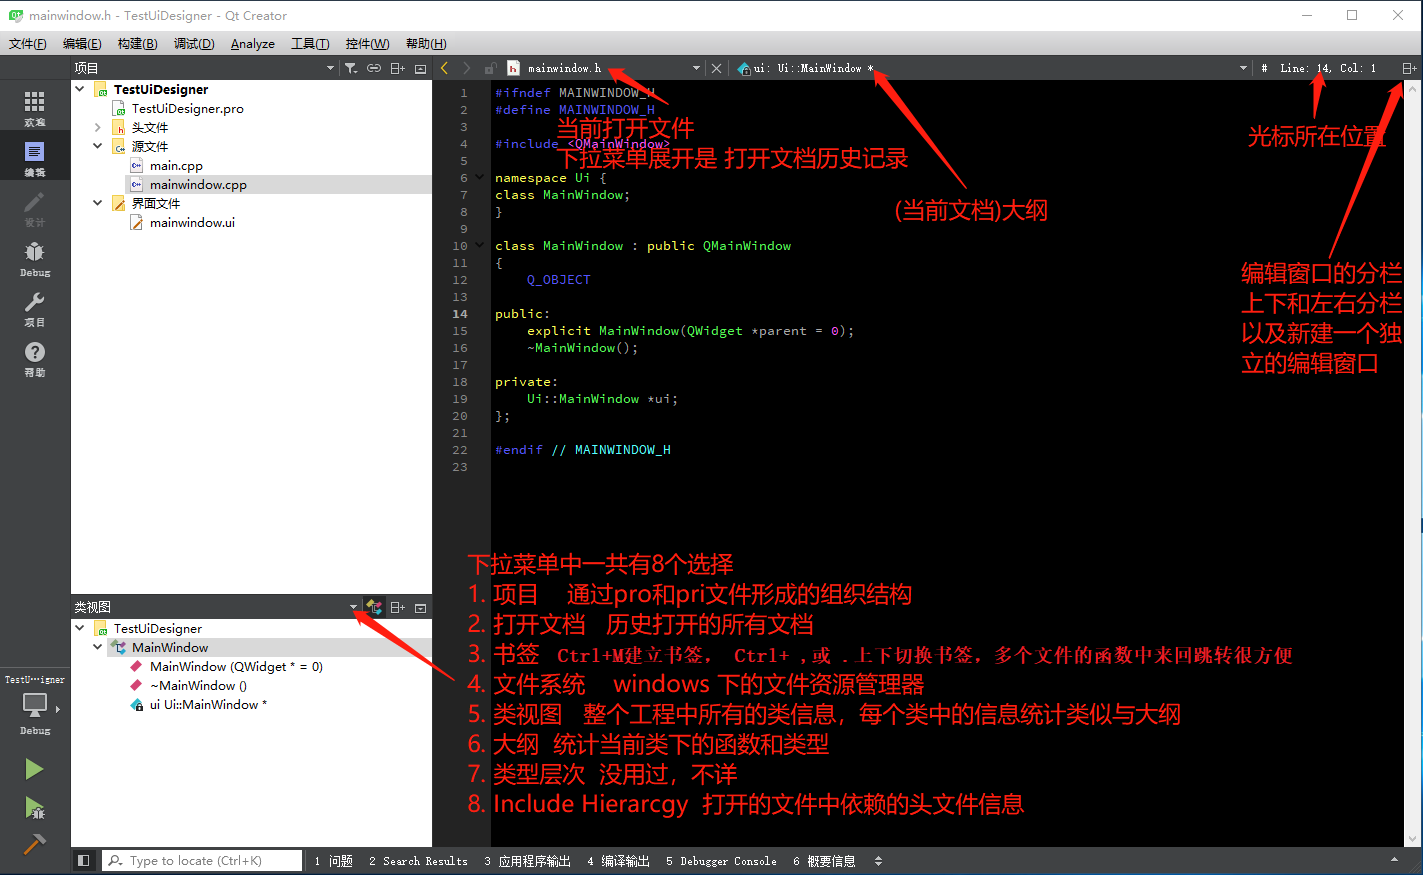 mainwindow.h - TestUiDesigner - Qt Creator
文件(F) 编辑(E) 构建(B) 调试(D) Analyze 工具(T) 控件(W) 帮助(H)
项目
mainwindow.h
ui: Ui::MainWindow *
# Line: 14, Col: 1
欢迎
编辑
设计
Debug
项目
帮助
TestUiDesigner
TestUiDesigner.pro
头文件
源文件
main.cpp
mainwindow.cpp
界面文件
mainwindow.ui
1 #ifndef MAINWINDOW_H
2 #define MAINWINDOW_H
3
4 #include <QMainWindow>
5
6 namespace Ui {
7 class MainWindow;
8 }
9
10 class MainWindow : public QMainWindow
11 {
12 Q_OBJECT
13
14 public:
15 explicit MainWindow(QWidget *parent = 0);
16 ~MainWindow();
17
18 private:
19 Ui::MainWindow *ui;
20 };
21
22 #endif // MAINWINDOW_H
23
当前打开文件
下拉菜单展开是 打开文档历史记录
(当前文档)大纲
光标所在位置
编辑窗口的分栏
上下和左右分栏
以及新建一个独
立的编辑窗口
下拉菜单中一共有8个选择
1. 项目 通过pro和pri文件形成的组织结构
2. 打开文档 历史打开的所有文档
3. 书签 Ctrl+M建立书签， Ctrl+ ,或 .上下切换书签，多个文件的函数中来回跳转很方便
4. 文件系统 windows 下的文件资源管理器
5. 类视图 整个工程中所有的类信息，每个类中的信息统计类似与大纲
6. 大纲 统计当前类下的函数和类型
7. 类型层次 没用过，不详
8. Include Hierarcgy 打开的文件中依赖的头文件信息
类视图
TestUiDesigner
MainWindow
MainWindow (QWidget * = 0)
~MainWindow ()
ui Ui::MainWindow *
TestU···igner
Debug
Type to locate (Ctrl+K)
1 问题 2 Search Results 3 应用程序输出 4 编译输出 5 Debugger Console 6 概要信息